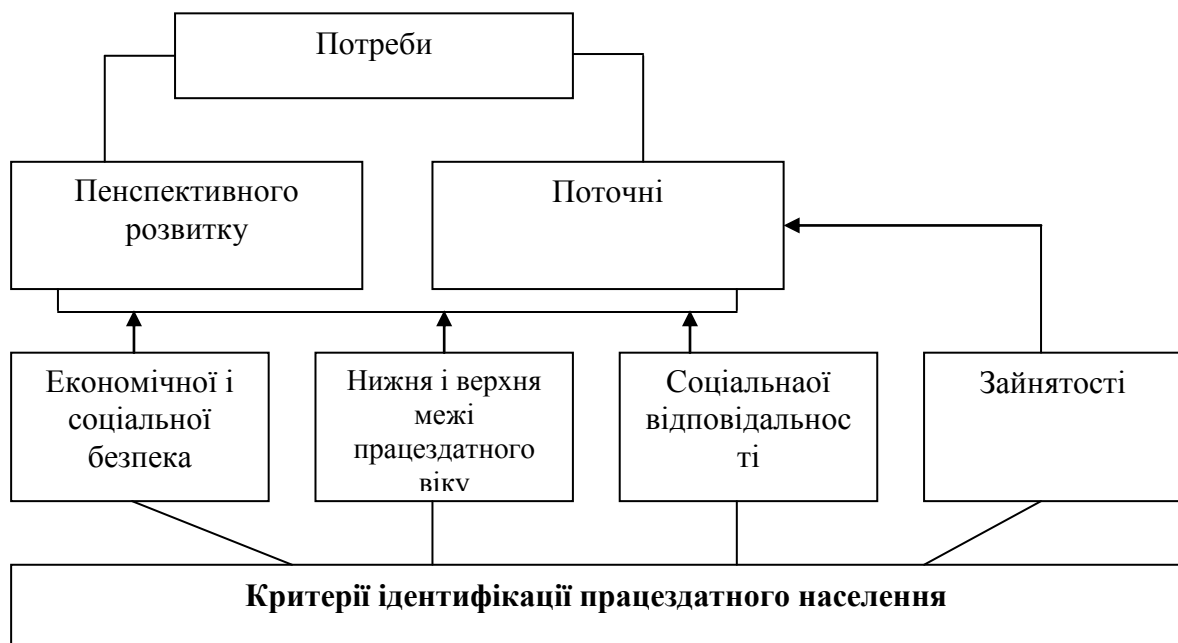 Потреби
Пенспективного
розвитку
Поточні
Економічної і
соціальної
безпека
Нижня і верхня
межі
працездатного
віку
Соціальнаої
відповідальнос
ті
Зайнятості
Критерії ідентифікації працездатного населення